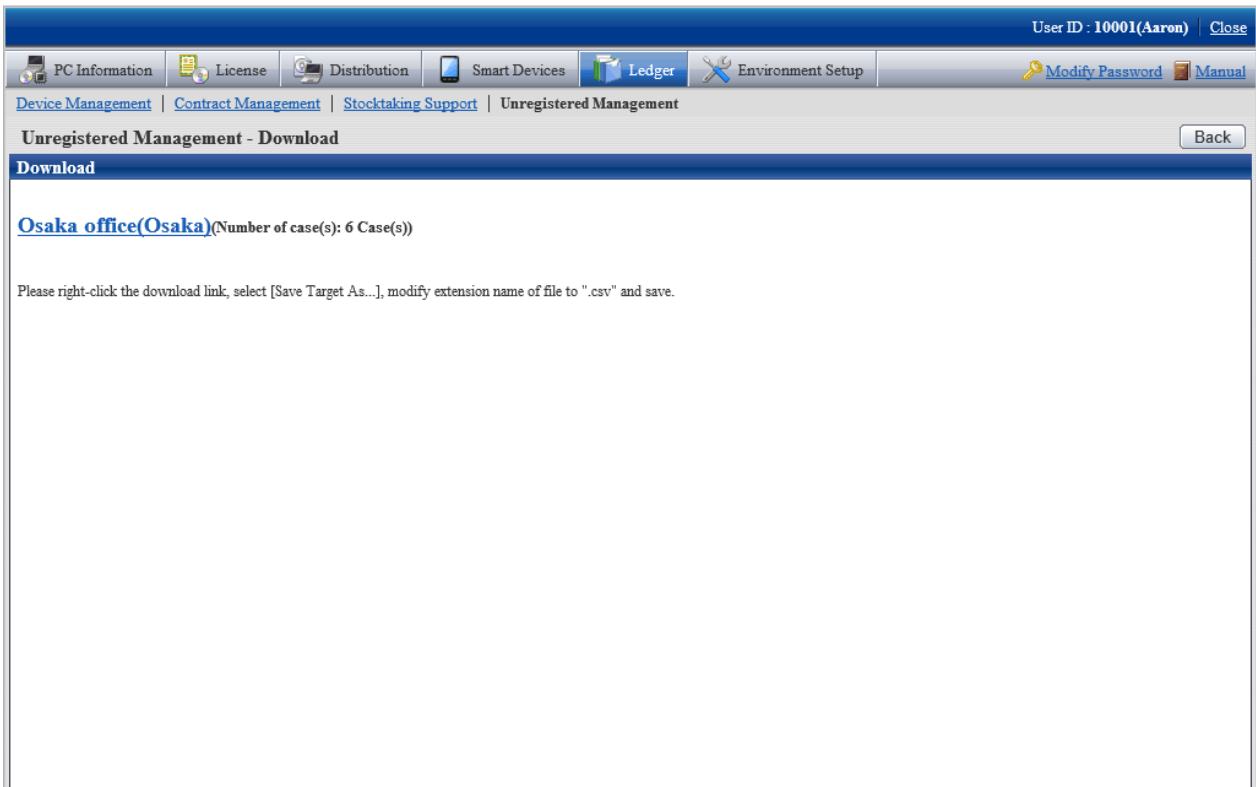 User ID : 10001(Aaron) Close
PC Information License Distribution Smart Devices Ledger Environment Setup Modify Password Manual
Device Management | Contract Management | Stocktaking Support | Unregistered Management
Unregistered Management - Download Back
Download
Osaka office(Osaka)(Number of case(s): 6 Case(s))
Please right-click the download link, select [Save Target As...], modify extension name of file to ".csv" and save.